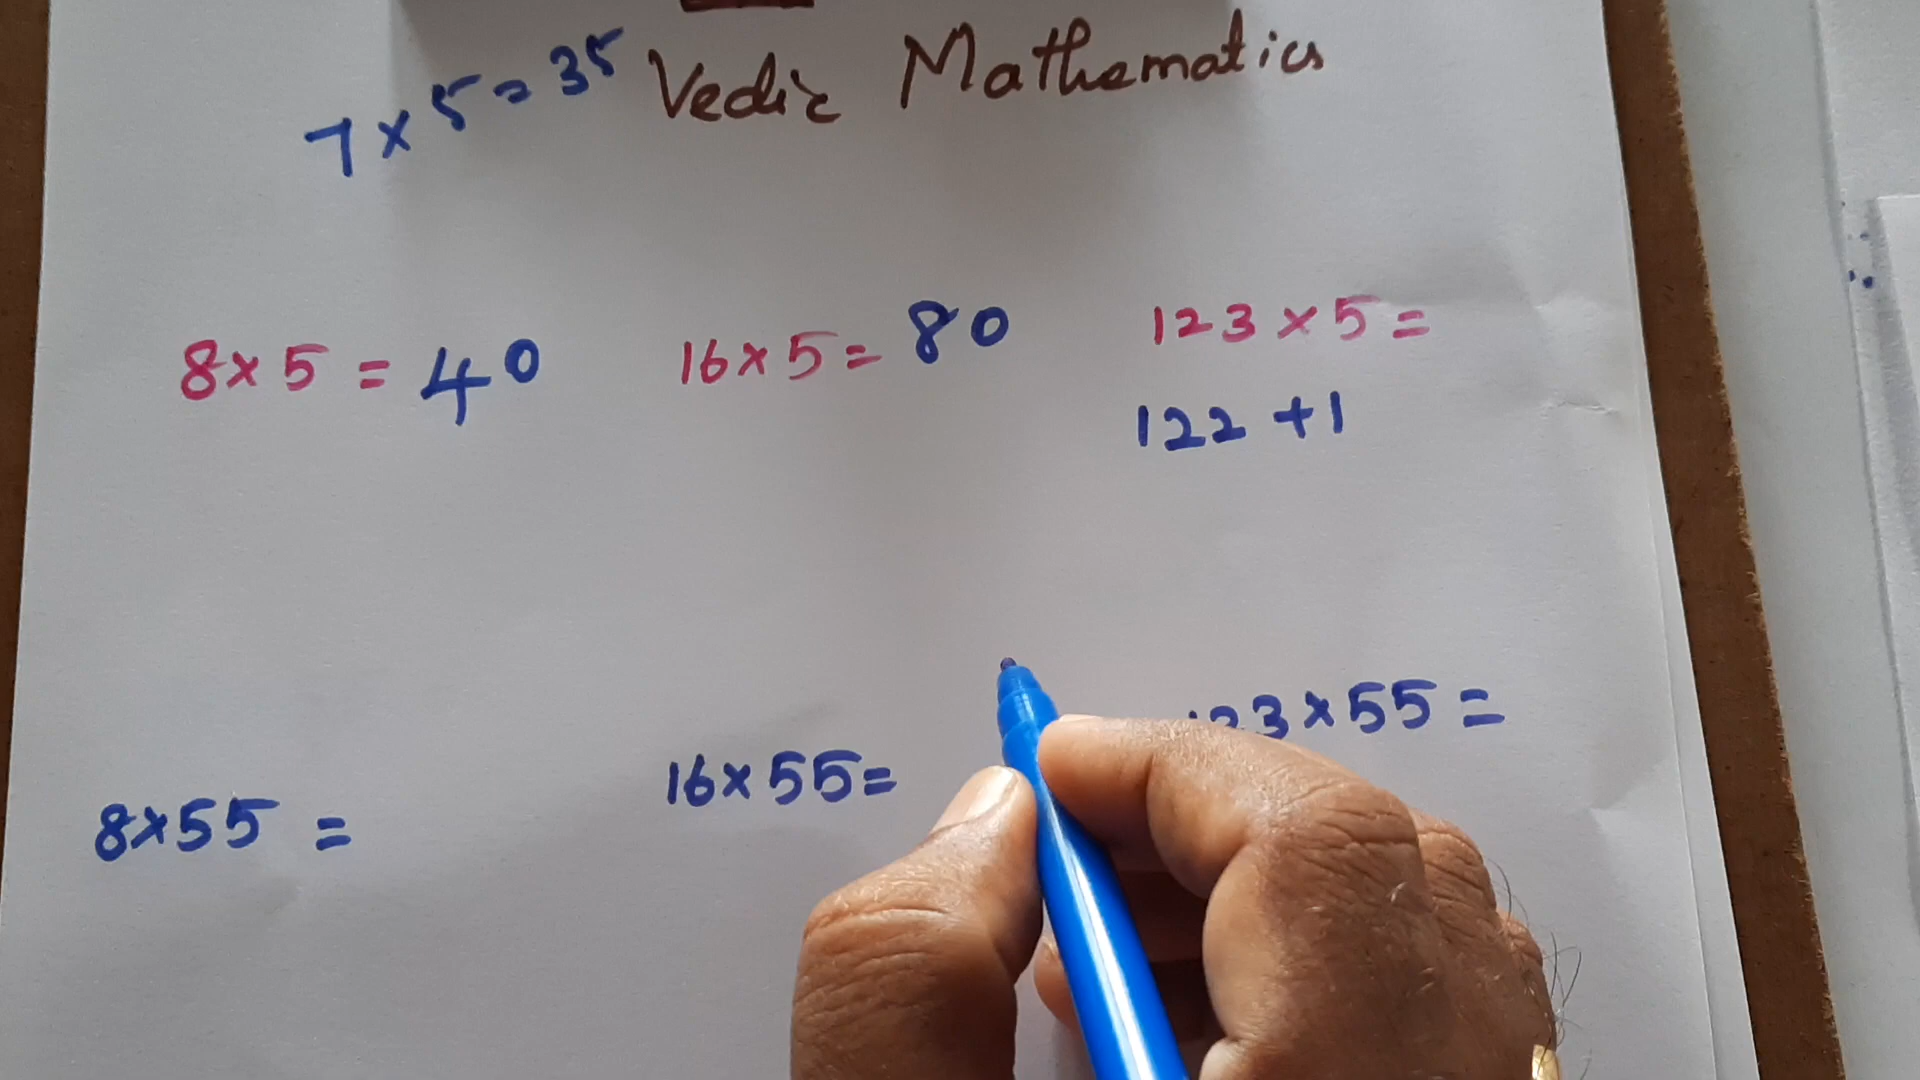 Vedic Mathematics
7 × 5 = 35
8 × 5 = 40
16 × 5 = 80
123 × 5 =
122 + 1
8 × 55 =
16 × 55 =
123 × 55 =